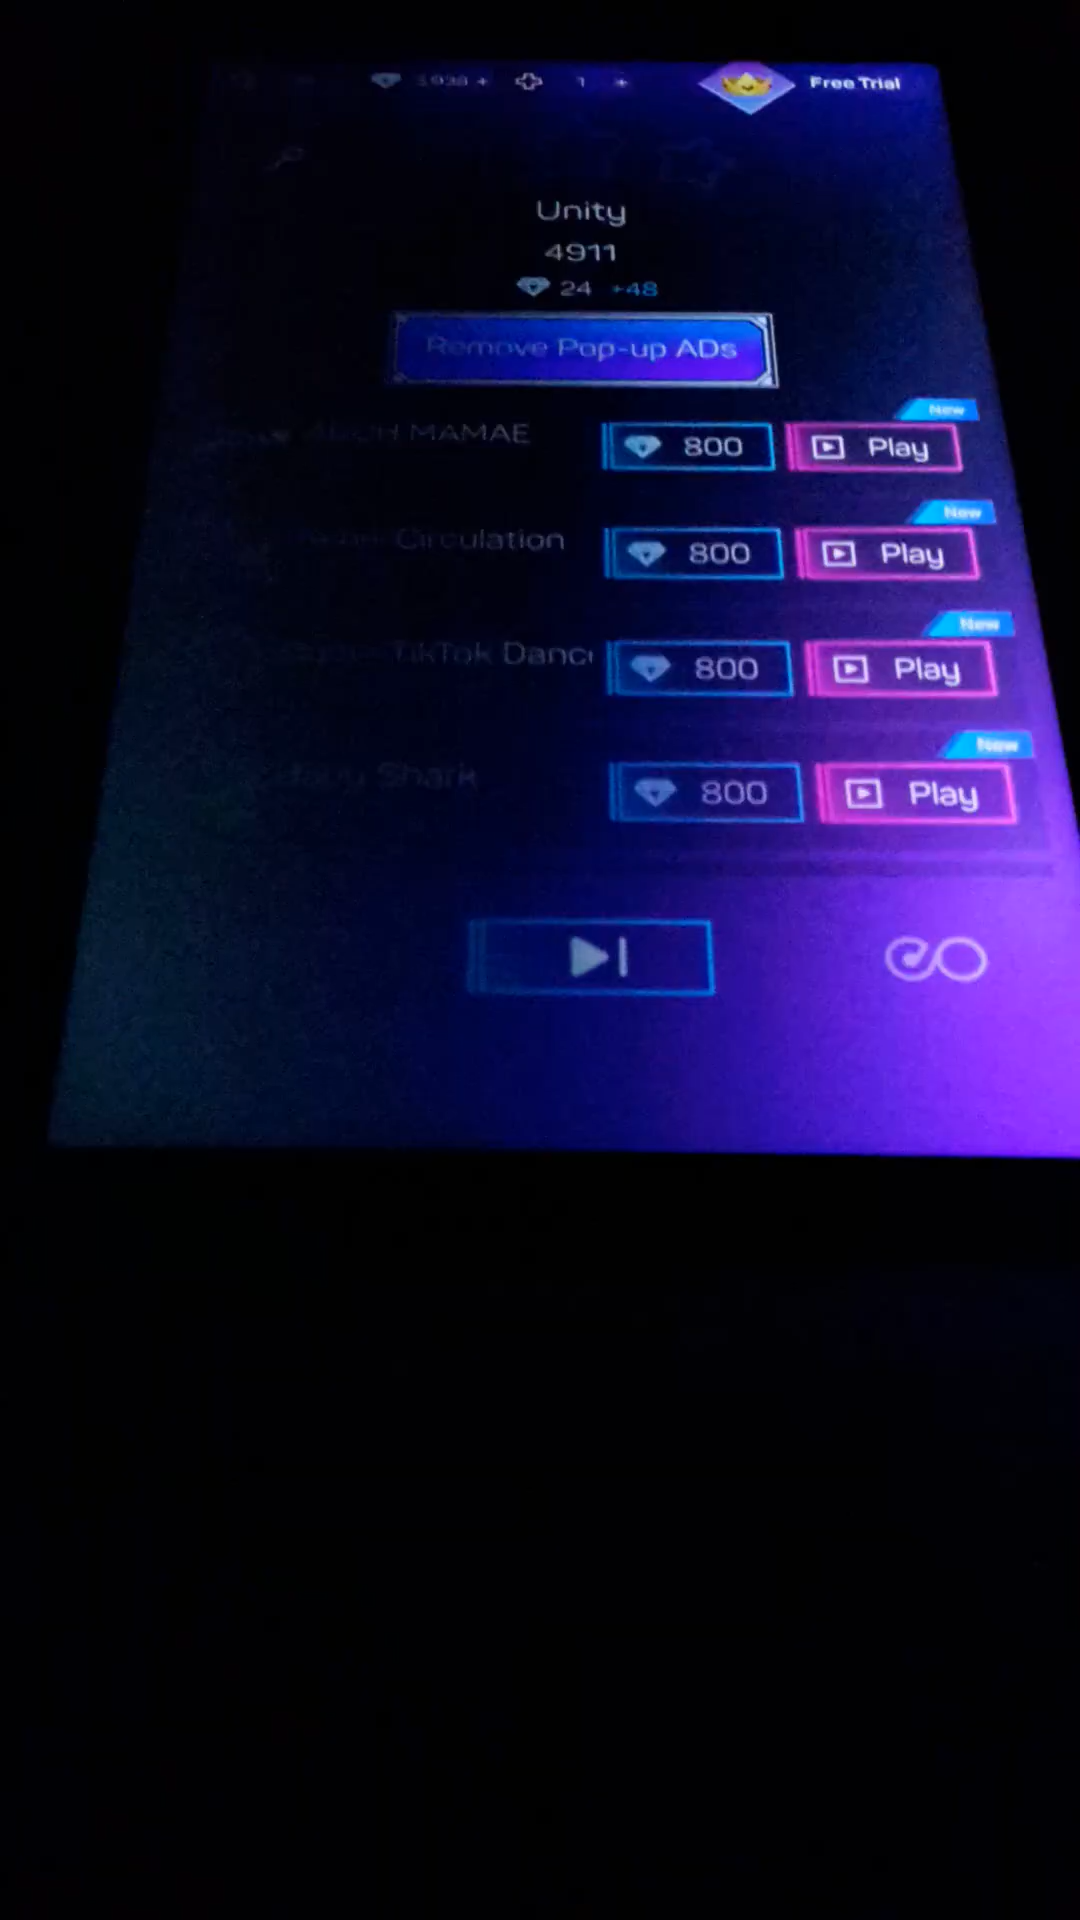 + 1 +
Free Trial
Unity
4911
24 +48
Remove Pop-up ADs
New
MAMAE
800
Play
New
Circulation
800
Play
New
TikTok Danc
800
Play
New
Shark
800
Play